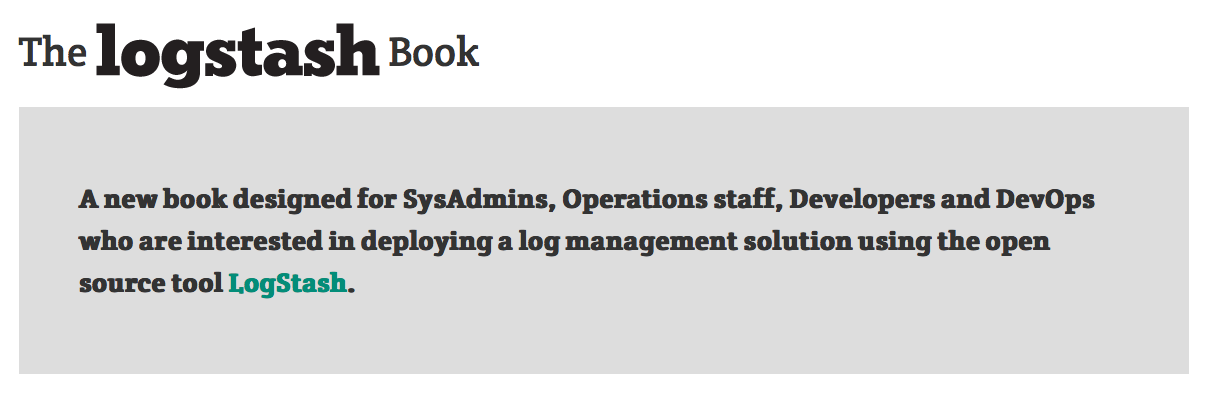 The logstash Book
A new book designed for SysAdmins, Operations staff, Developers and DevOps
who are interested in deploying a log management solution using the open
source tool LogStash.